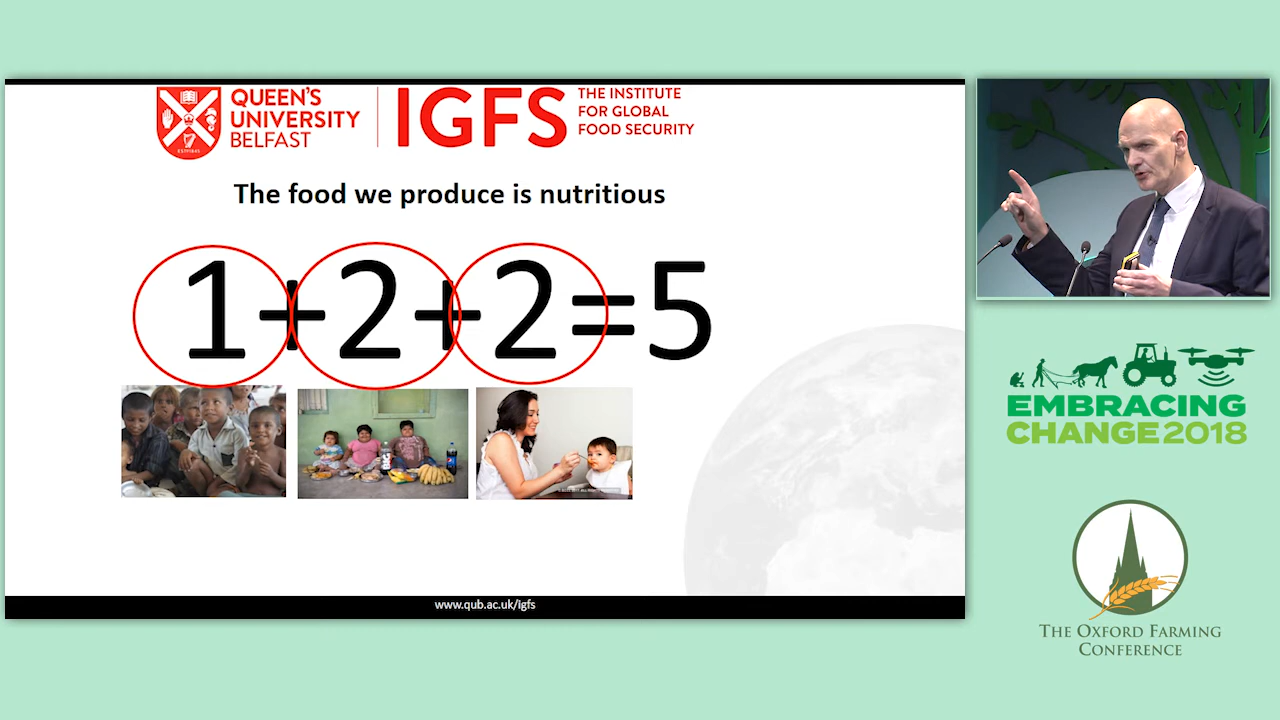 QUEEN'S
UNIVERSITY
BELFAST
IGFS
THE INSTITUTE
FOR GLOBAL
FOOD SECURITY
The food we produce is nutritious
1+2+2=5
www.qub.ac.uk/igfs
EMBRACING
CHANGE2018
THE OXFORD FARMING
CONFERENCE